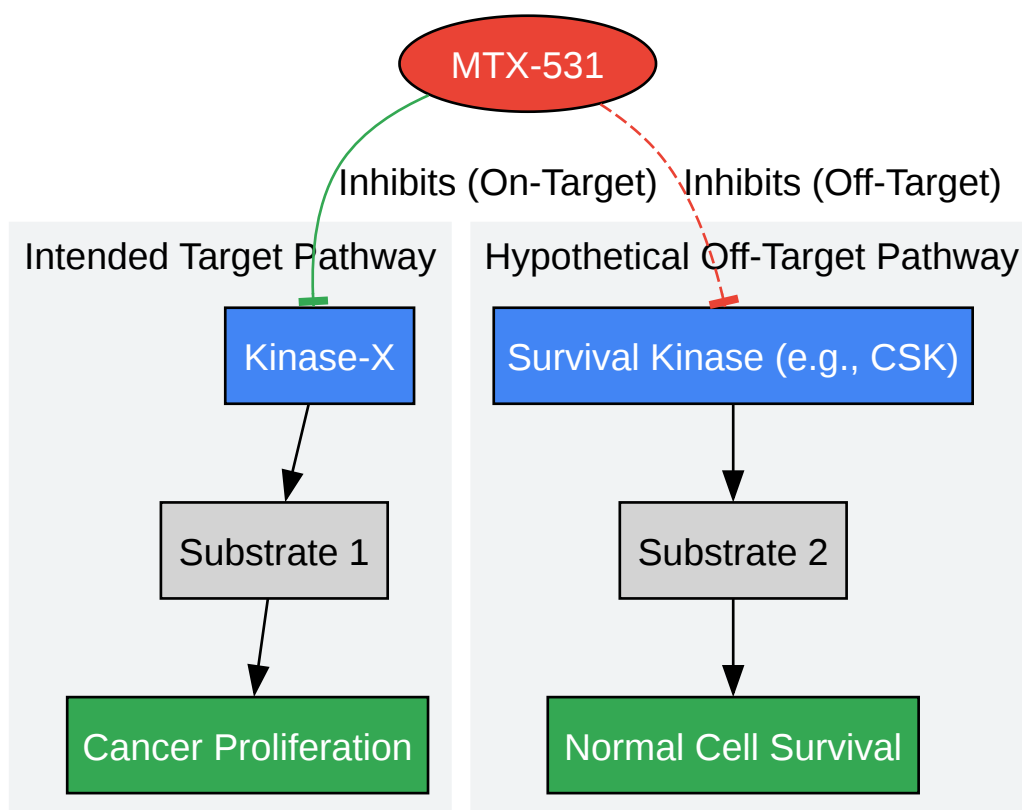 MTX-531
Inhibits (On-Target)
Inhibits (Off-Target)
Intended Target Pathway
Hypothetical Off-Target Pathway
Kinase-X
Survival Kinase (e.g., CSK)
Substrate 1
Substrate 2
Cancer Proliferation
Normal Cell Survival